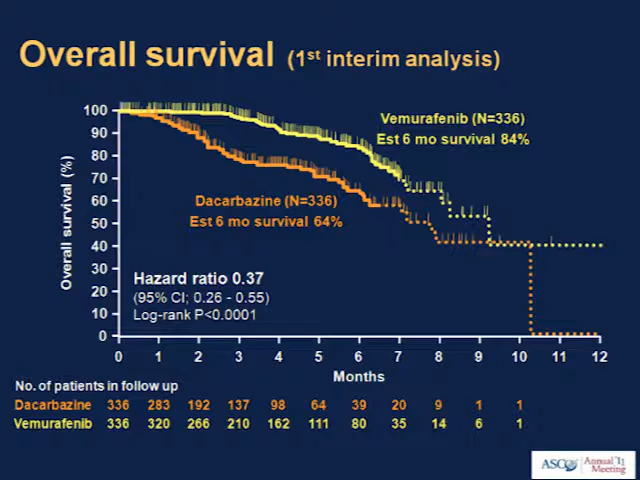 Overall survival (1st interim analysis)
Overall survival (%)
100
90
80
70
60
50
40
30
20
10
0
Vemurafenib (N=336)
Est 6 mo survival 84%
Dacarbazine (N=336)
Est 6 mo survival 64%
Hazard ratio 0.37
(95% CI; 0.26 - 0.55)
Log-rank P<0.0001
0 1 2 3 4 5 6 7 8 9 10 11 12
Months
No. of patients in follow up
Dacarbazine 336 283 192 137 98 64 39 20 9 1 1
Vemurafenib 336 320 266 210 162 111 80 35 14 6 1
ASCO Annual '11
Meeting